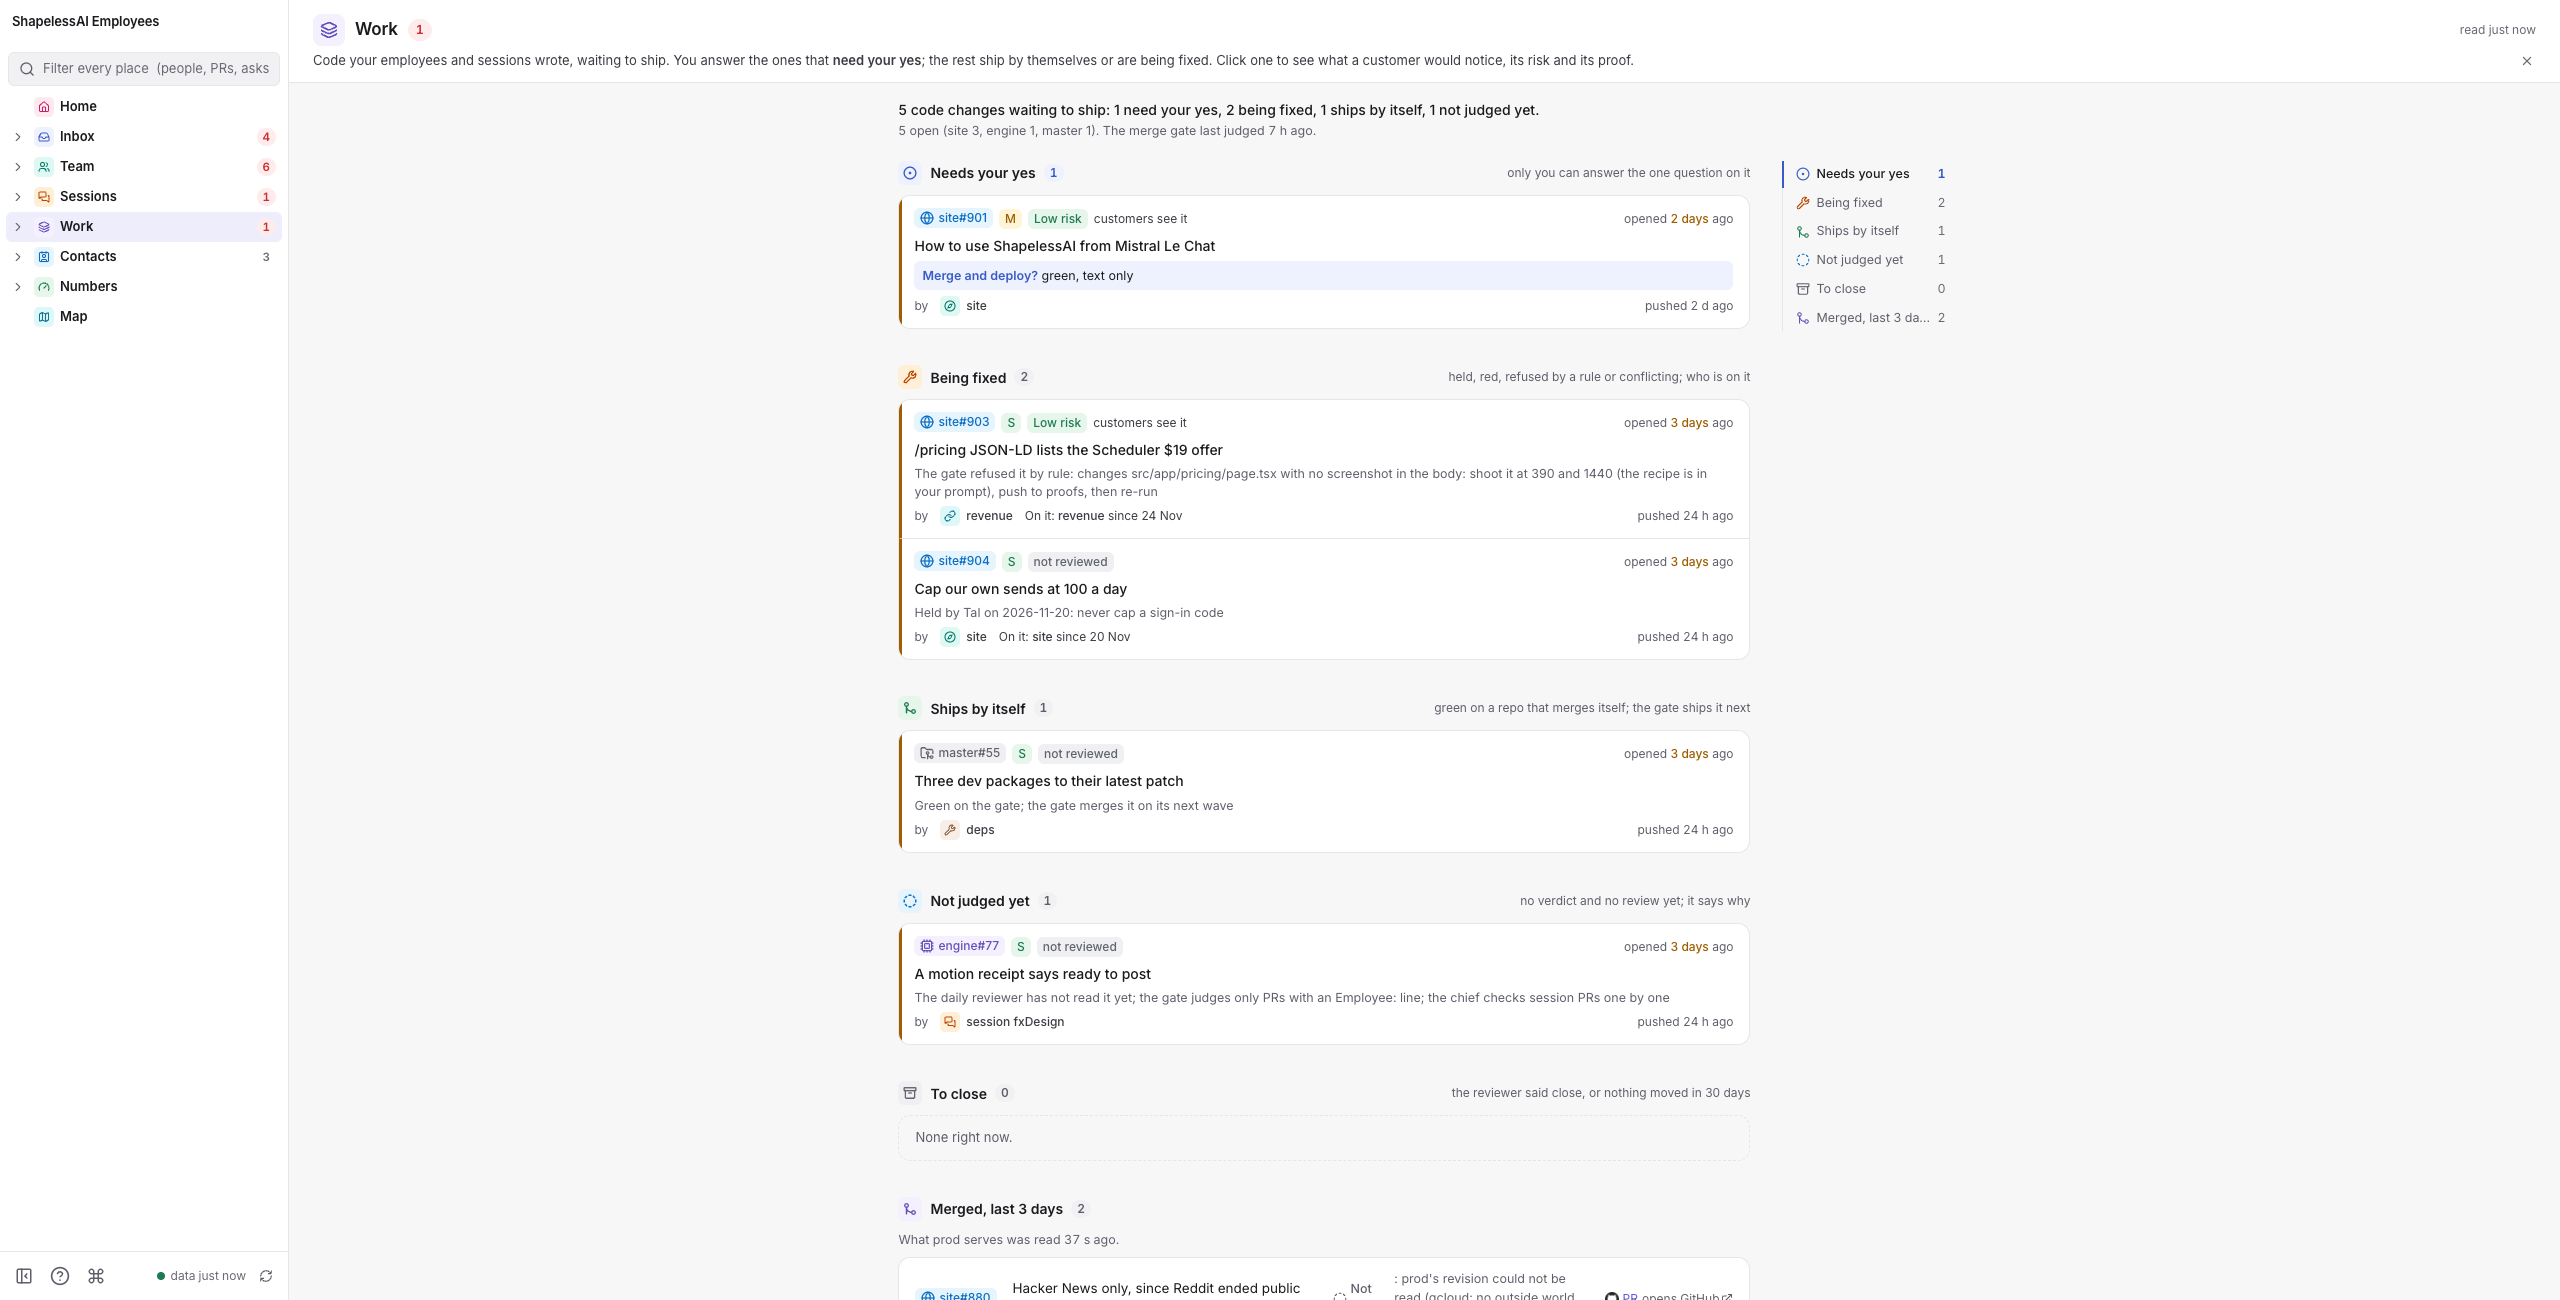 ShapelessAI Employees
Filter every place (people, PRs, asks
Home
Inbox 4
Team 6
Sessions 1
Work 1
Contacts 3
Numbers
Map
data just now
Work 1
read just now
Code your employees and sessions wrote, waiting to ship. You answer the ones that need your yes; the rest ship by themselves or are being fixed. Click one to see what a customer would notice, its risk and its proof.
5 code changes waiting to ship: 1 need your yes, 2 being fixed, 1 ships by itself, 1 not judged yet.
5 open (site 3, engine 1, master 1). The merge gate last judged 7 h ago.
Needs your yes 1 only you can answer the one question on it
site#901 M Low risk customers see it opened 2 days ago
How to use ShapelessAI from Mistral Le Chat
Merge and deploy? green, text only
by site pushed 2 d ago
Being fixed 2 held, red, refused by a rule or conflicting; who is on it
site#903 S Low risk customers see it opened 3 days ago
/pricing JSON-LD lists the Scheduler $19 offer
The gate refused it by rule: changes src/app/pricing/page.tsx with no screenshot in the body: shoot it at 390 and 1440 (the recipe is in
your prompt), push to proofs, then re-run
by revenue On it: revenue since 24 Nov pushed 24 h ago
site#904 S not reviewed opened 3 days ago
Cap our own sends at 100 a day
Held by Tal on 2026-11-20: never cap a sign-in code
by site On it: site since 20 Nov pushed 24 h ago
Ships by itself 1 green on a repo that merges itself; the gate ships it next
master#55 S not reviewed opened 3 days ago
Three dev packages to their latest patch
Green on the gate; the gate merges it on its next wave
by deps pushed 24 h ago
Not judged yet 1 no verdict and no review yet; it says why
engine#77 S not reviewed opened 3 days ago
A motion receipt says ready to post
The daily reviewer has not read it yet; the gate judges only PRs with an Employee: line; the chief checks session PRs one by one
by session fxDesign pushed 24 h ago
To close 0 the reviewer said close, or nothing moved in 30 days
None right now.
Merged, last 3 days 2
What prod serves was read 37 s ago.
site#880 Hacker News only, since Reddit ended public Not : prod's revision could not be
read (gcloud: no outside world PR opens GitHub
Needs your yes 1
Being fixed 2
Ships by itself 1
Not judged yet 1
To close 0
Merged, last 3 da... 2